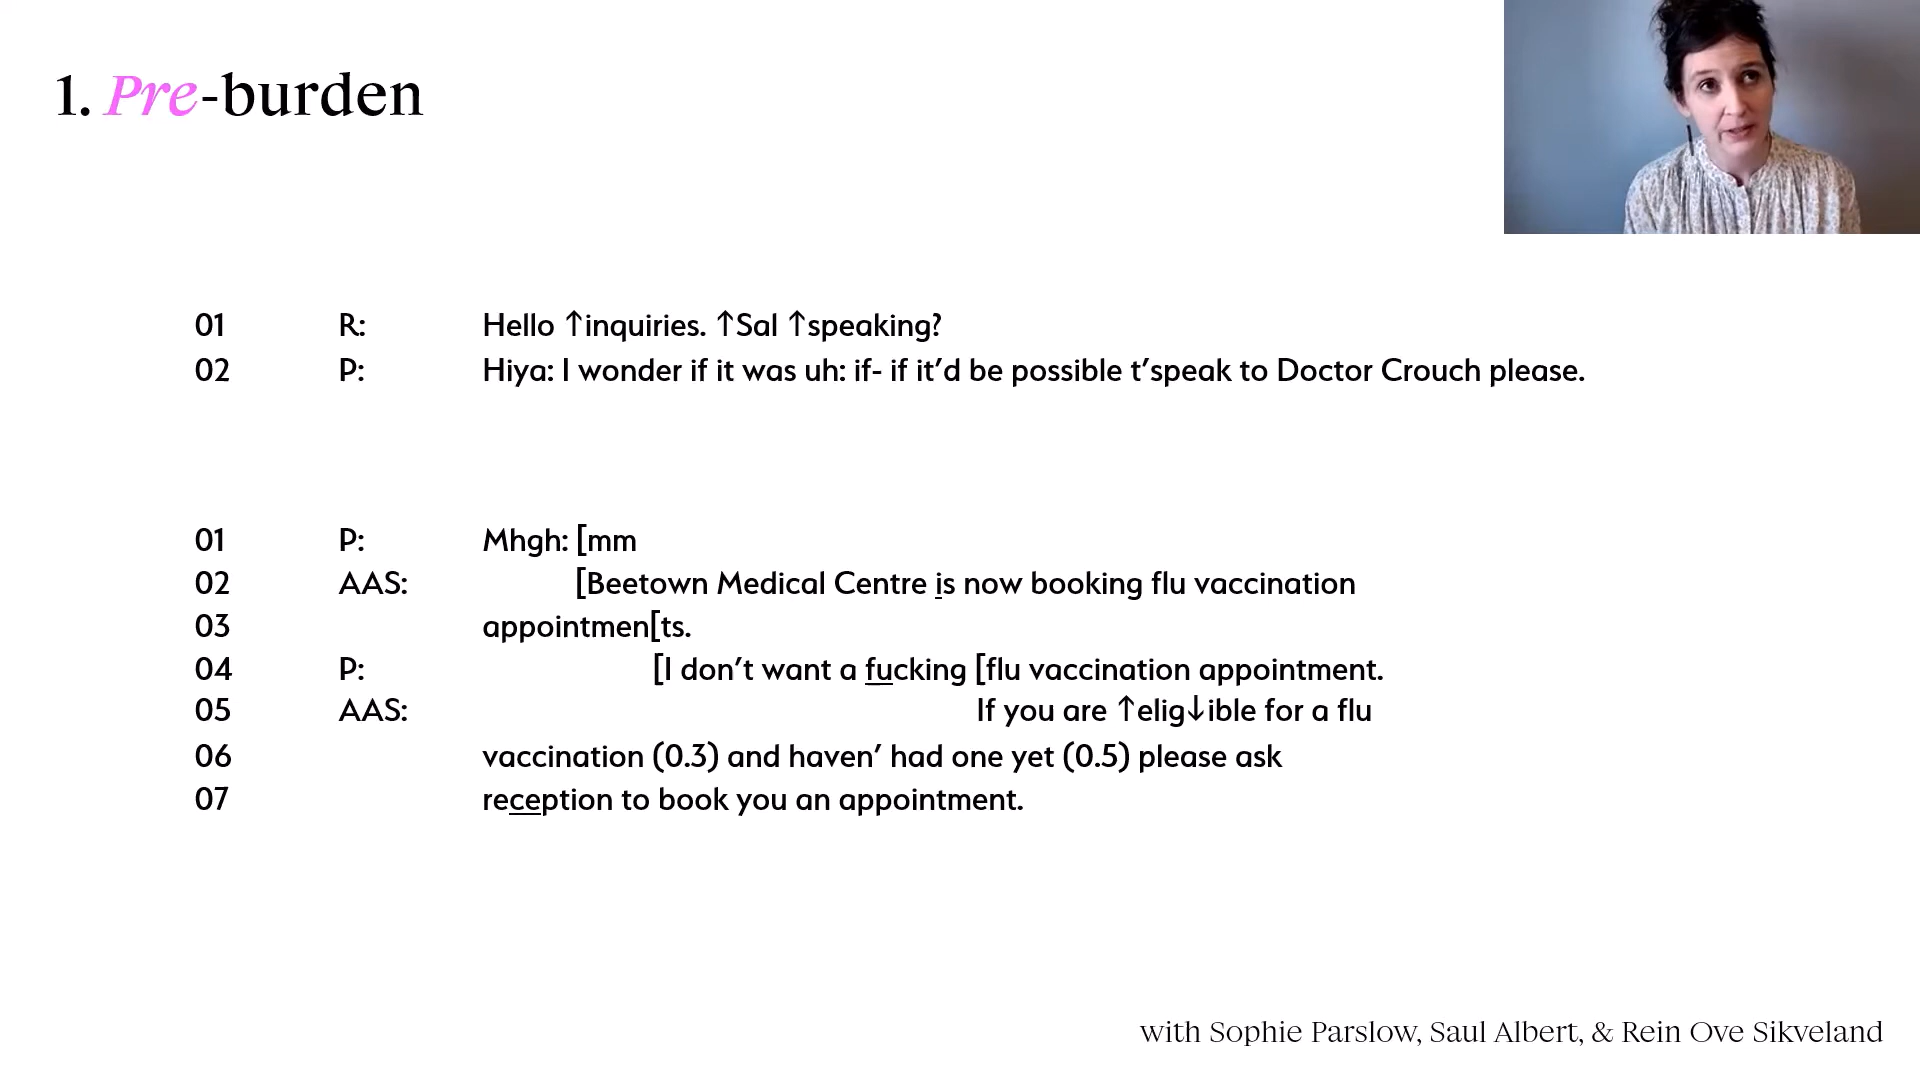 1. Pre-burden
01 R: Hello ↑inquiries. ↑Sal ↑speaking?
02 P: Hiya: I wonder if it was uh: if- if it’d be possible t’speak to Doctor Crouch please.
01 P: Mhgh: [mm
02 AAS: [Beetown Medical Centre is now booking flu vaccination
03 appointmen[ts.
04 P: [I don’t want a fucking [flu vaccination appointment.
05 AAS: If you are ↑elig↓ible for a flu
06 vaccination (0.3) and haven’ had one yet (0.5) please ask
07 reception to book you an appointment.
with Sophie Parslow, Saul Albert, & Rein Ove Sikveland